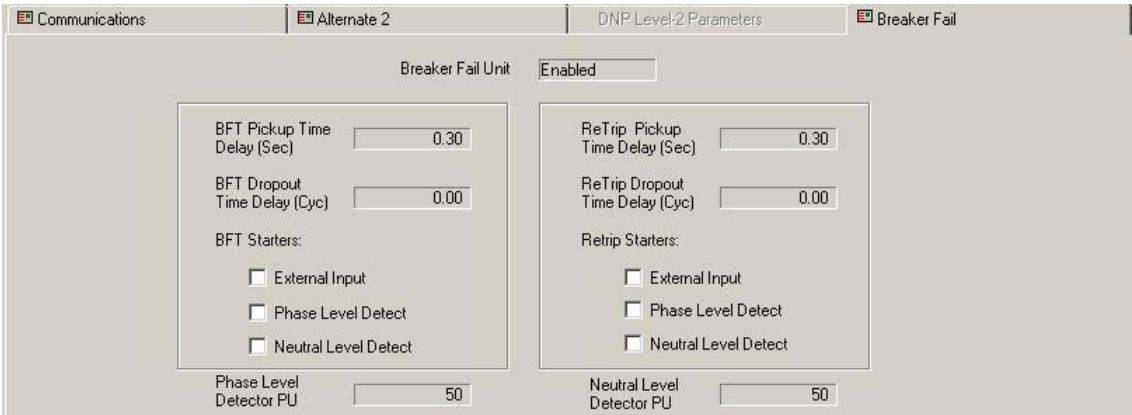 Communications
Alternate 2
DNP Level-2 Parameters
Breaker Fail
Breaker Fail Unit Enabled
BFT Pickup Time
Delay (Sec) 0.30
BFT Dropout
Time Delay (Cyc) 0.00
BFT Starters:
External Input
Phase Level Detect
Neutral Level Detect
ReTrip Pickup
Time Delay (Sec) 0.30
ReTrip Dropout
Time Delay (Cyc) 0.00
Retrip Starters:
External Input
Phase Level Detect
Neutral Level Detect
Phase Level
Detector PU 50
Neutral Level
Detector PU 50